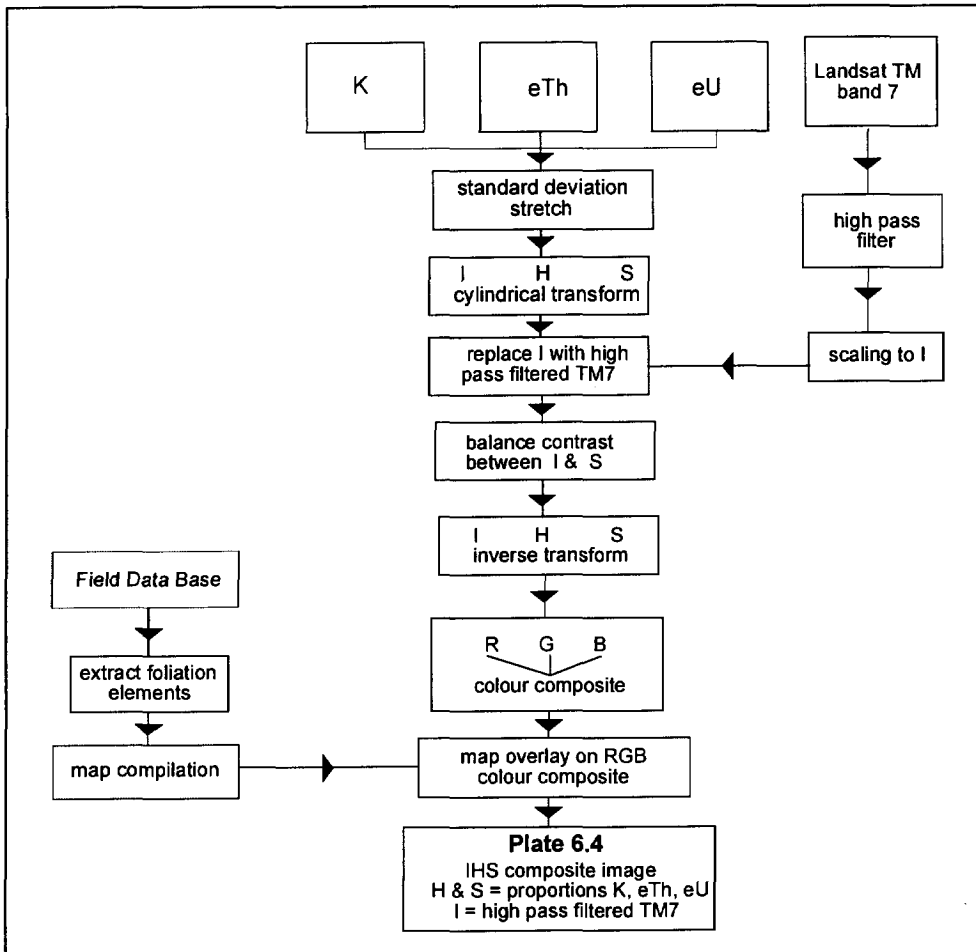 K
eTh
eU
Landsat TM
band 7
standard deviation
stretch
high pass
filter
I H S
cylindrical transform
replace I with high
pass filtered TM7
scaling to I
balance contrast
between I & S
I H S
inverse transform
Field Data Base
extract foliation
elements
map compilation
R G B
colour composite
map overlay on RGB
colour composite
Plate 6.4
IHS composite image
H & S = proportions K, eTh, eU
I = high pass filtered TM7